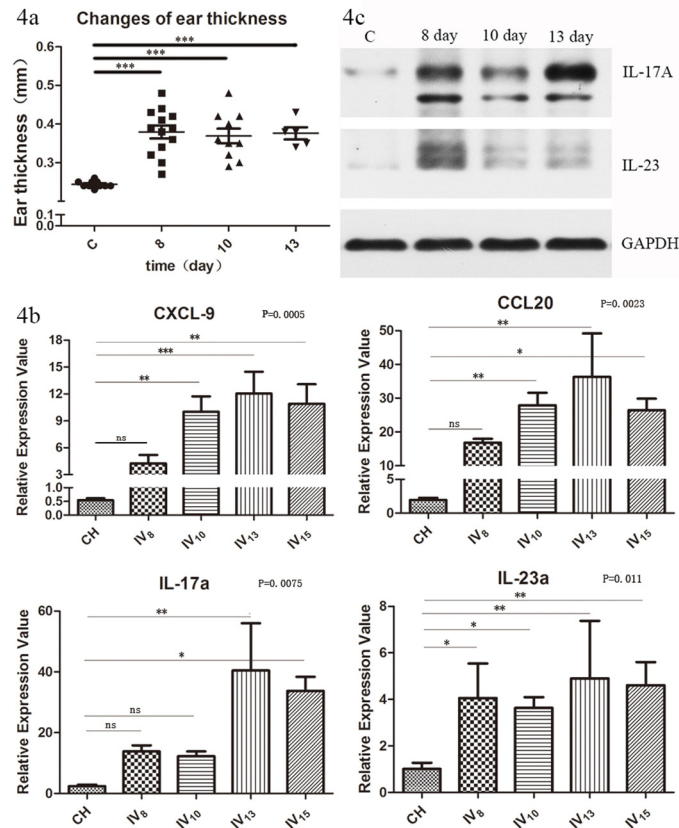 4a
Changes of ear thickness
***
***
***
Ear thickness (mm)
0.6
0.4
0.3
0.1
0.0
C
8
10
13
time (day)
4c
C
8 day
10 day
13 day
IL-17A
IL-23
GAPDH
4b
CXCL-9
P=0.0005
Relative Expression Value
18
15
12
9
6
3
1.0
0.5
0.0
**
***
**
ns
CH
IV8
IV10
IV13
IV15
CCL20
P=0.0023
Relative Expression Value
50
40
30
20
10
5
0
**
*
**
ns
CH
IV8
IV10
IV13
IV15
IL-17a
P=0.0075
Relative Expression Value
60
40
20
0
**
*
ns
ns
CH
IV8
IV10
IV13
IV15
IL-23a
P=0.011
Relative Expression Value
8
6
4
2
0
**
**
*
*
CH
IV8
IV10
IV13
IV15